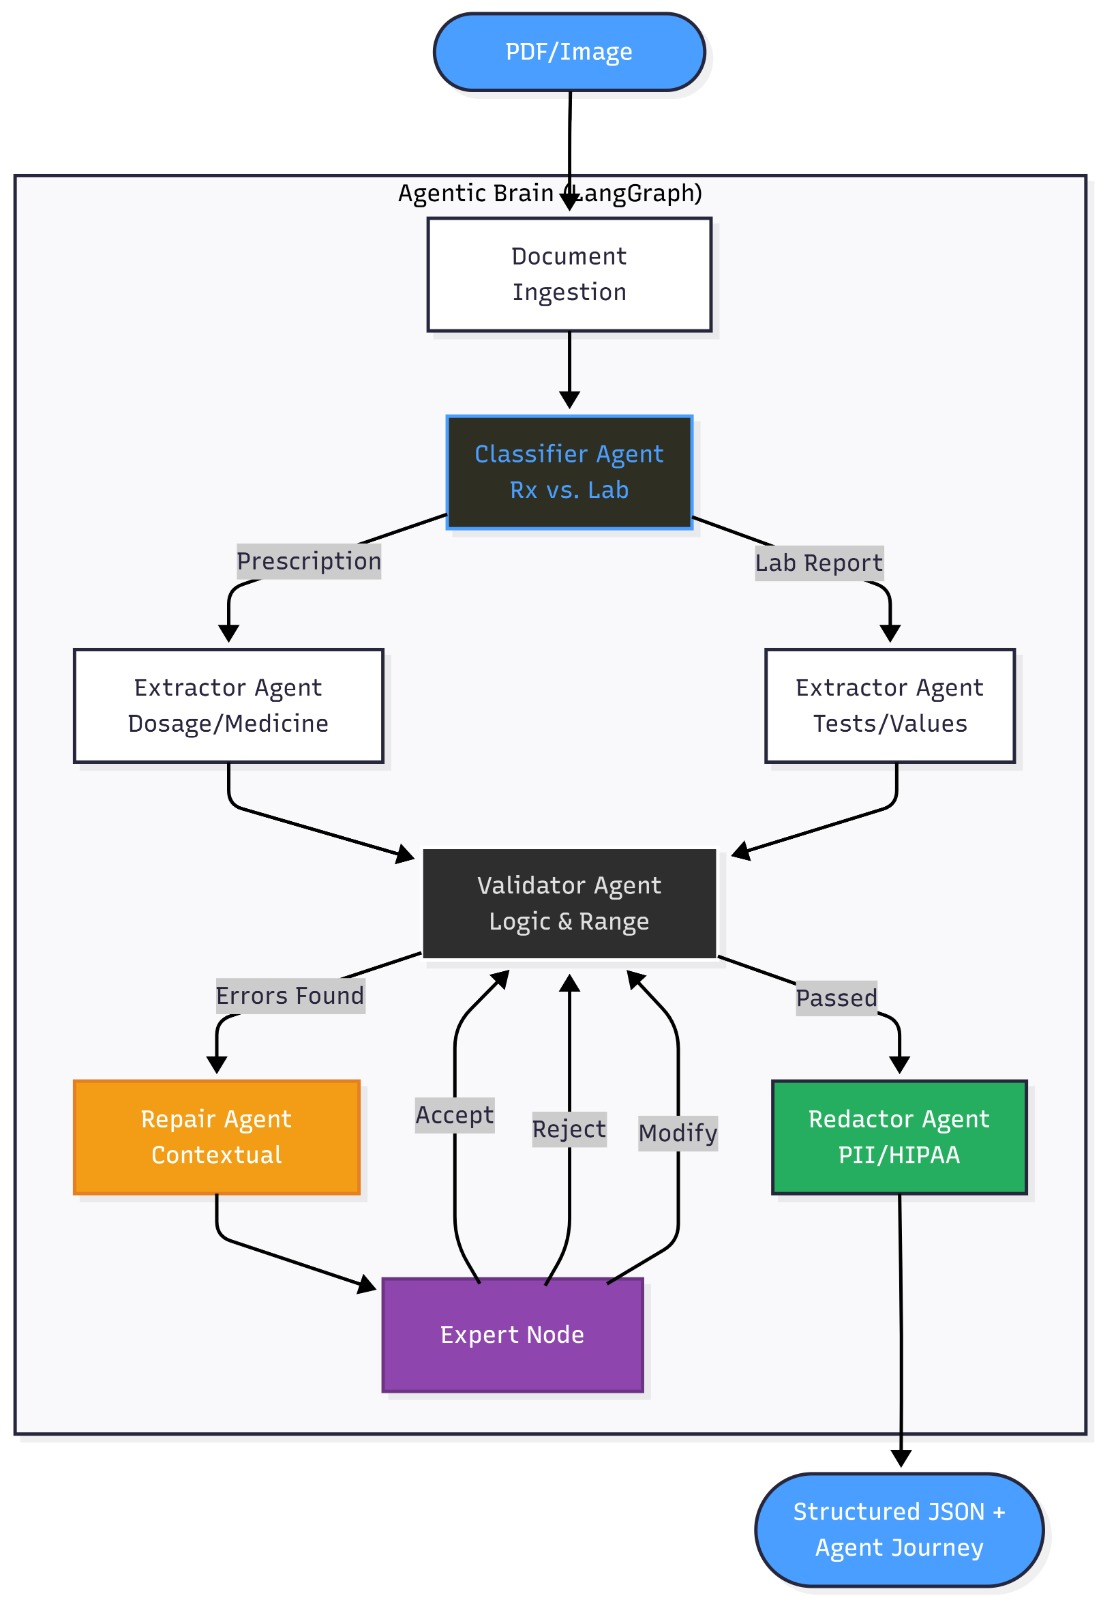 PDF/Image
Agentic Brain (LangGraph)
Document
Ingestion
Classifier Agent
Rx vs. Lab
Prescription
Lab Report
Extractor Agent
Dosage/Medicine
Extractor Agent
Tests/Values
Validator Agent
Logic & Range
Errors Found
Passed
Accept
Reject
Modify
Repair Agent
Contextual
Redactor Agent
PII/HIPAA
Expert Node
Structured JSON +
Agent Journey